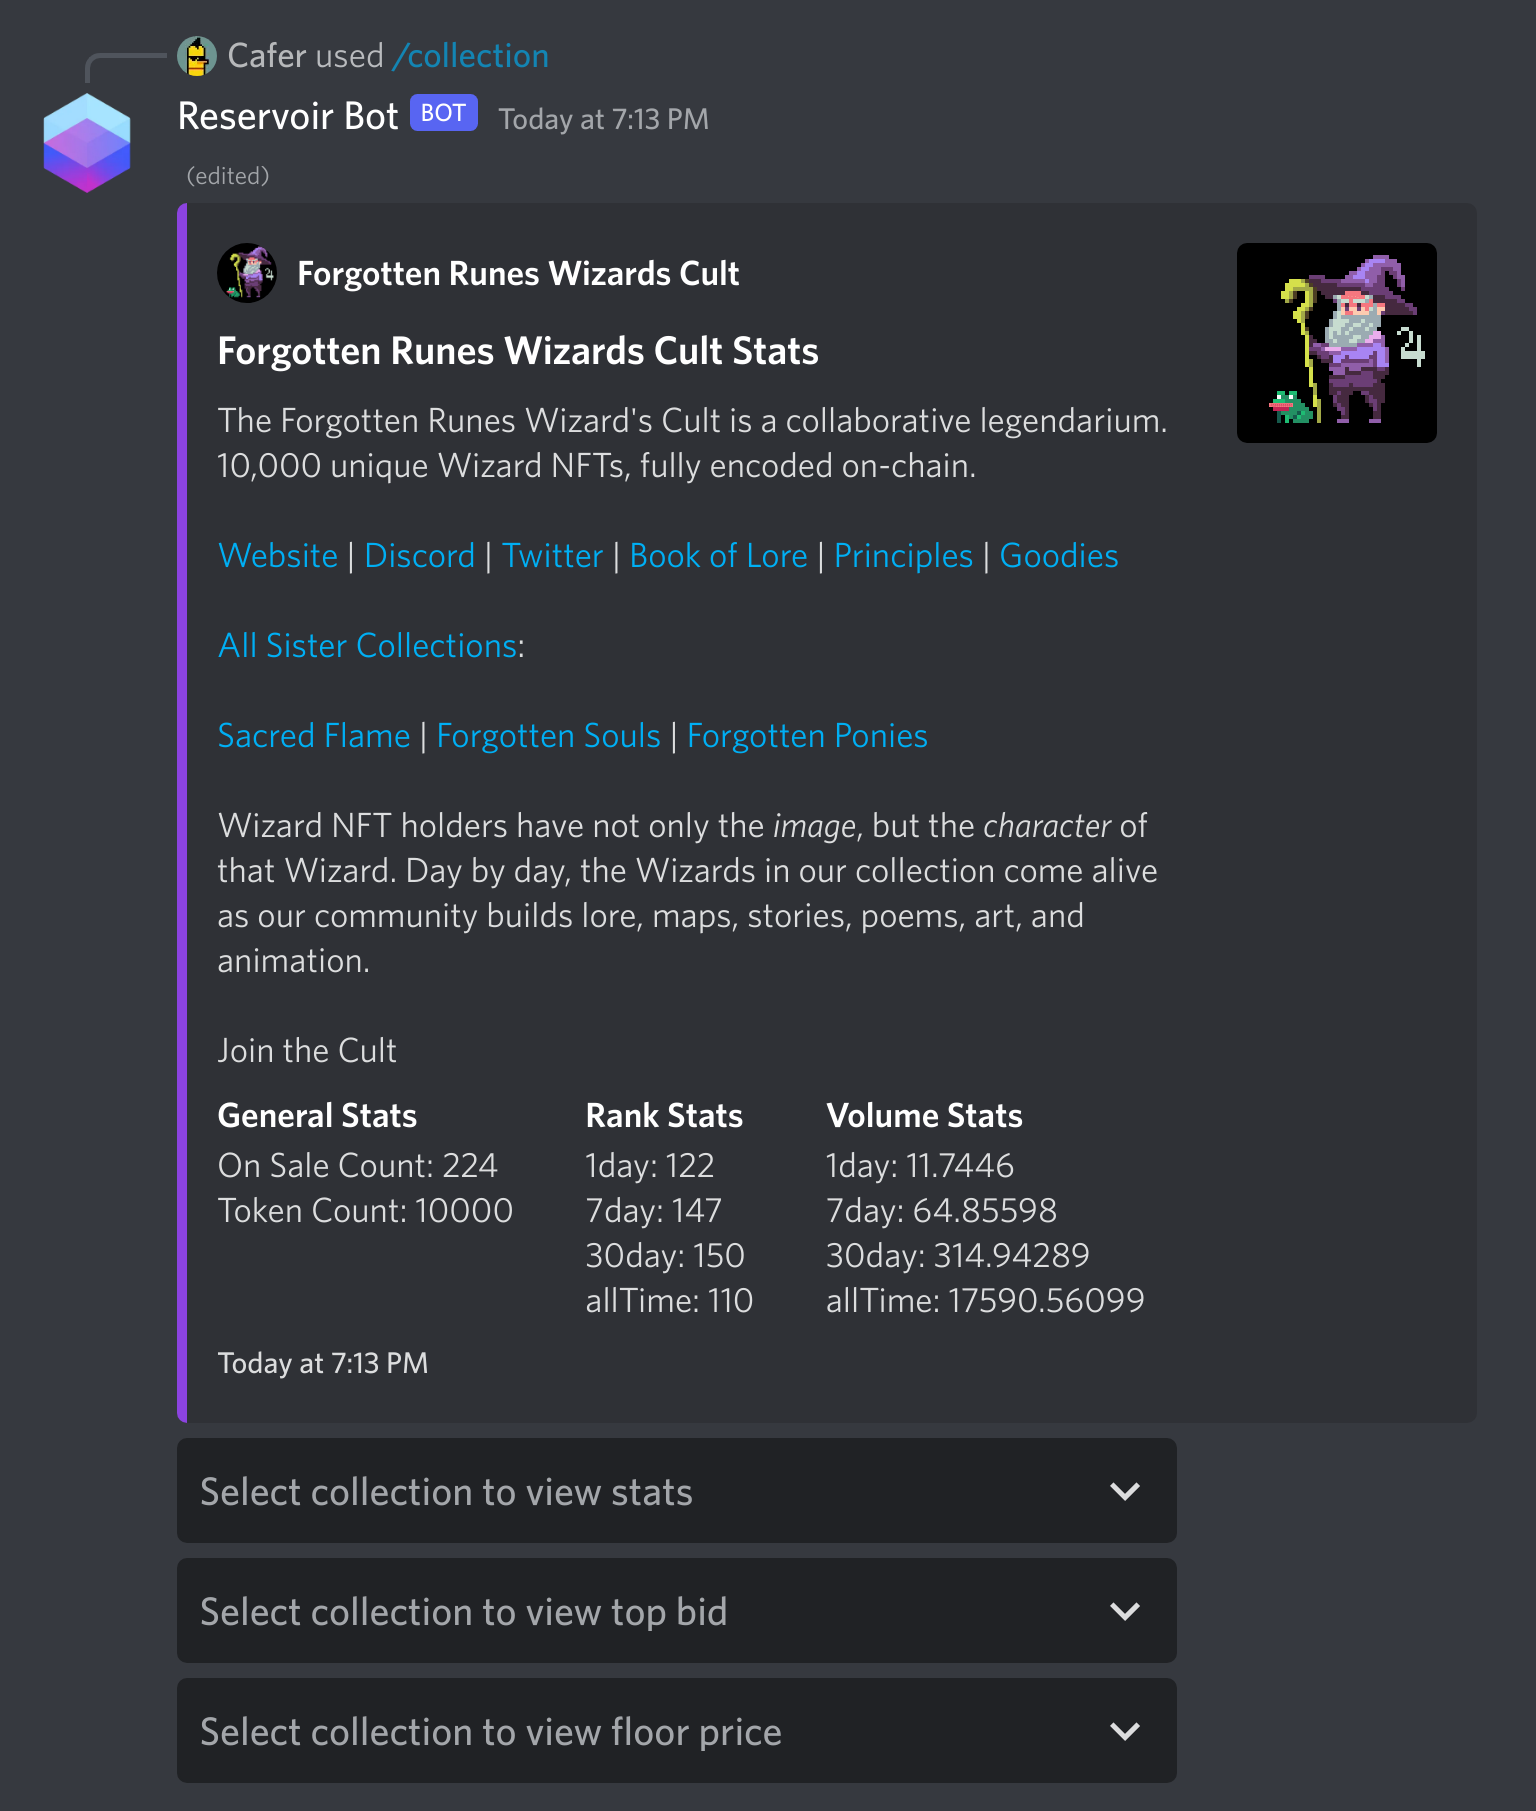 Cafer used /collection
Reservoir Bot BOT Today at 7:13 PM
(edited)
Forgotten Runes Wizards Cult
Forgotten Runes Wizards Cult Stats
The Forgotten Runes Wizard's Cult is a collaborative legendarium.
10,000 unique Wizard NFTs, fully encoded on-chain.
Website | Discord | Twitter | Book of Lore | Principles | Goodies
All Sister Collections:
Sacred Flame | Forgotten Souls | Forgotten Ponies
Wizard NFT holders have not only the image, but the character of
that Wizard. Day by day, the Wizards in our collection come alive
as our community builds lore, maps, stories, poems, art, and
animation.
Join the Cult
General Stats
On Sale Count: 224
Token Count: 10000
Rank Stats
1day: 122
7day: 147
30day: 150
allTime: 110
Volume Stats
1day: 11.7446
7day: 64.85598
30day: 314.94289
allTime: 17590.56099
Today at 7:13 PM
Select collection to view stats
Select collection to view top bid
Select collection to view floor price